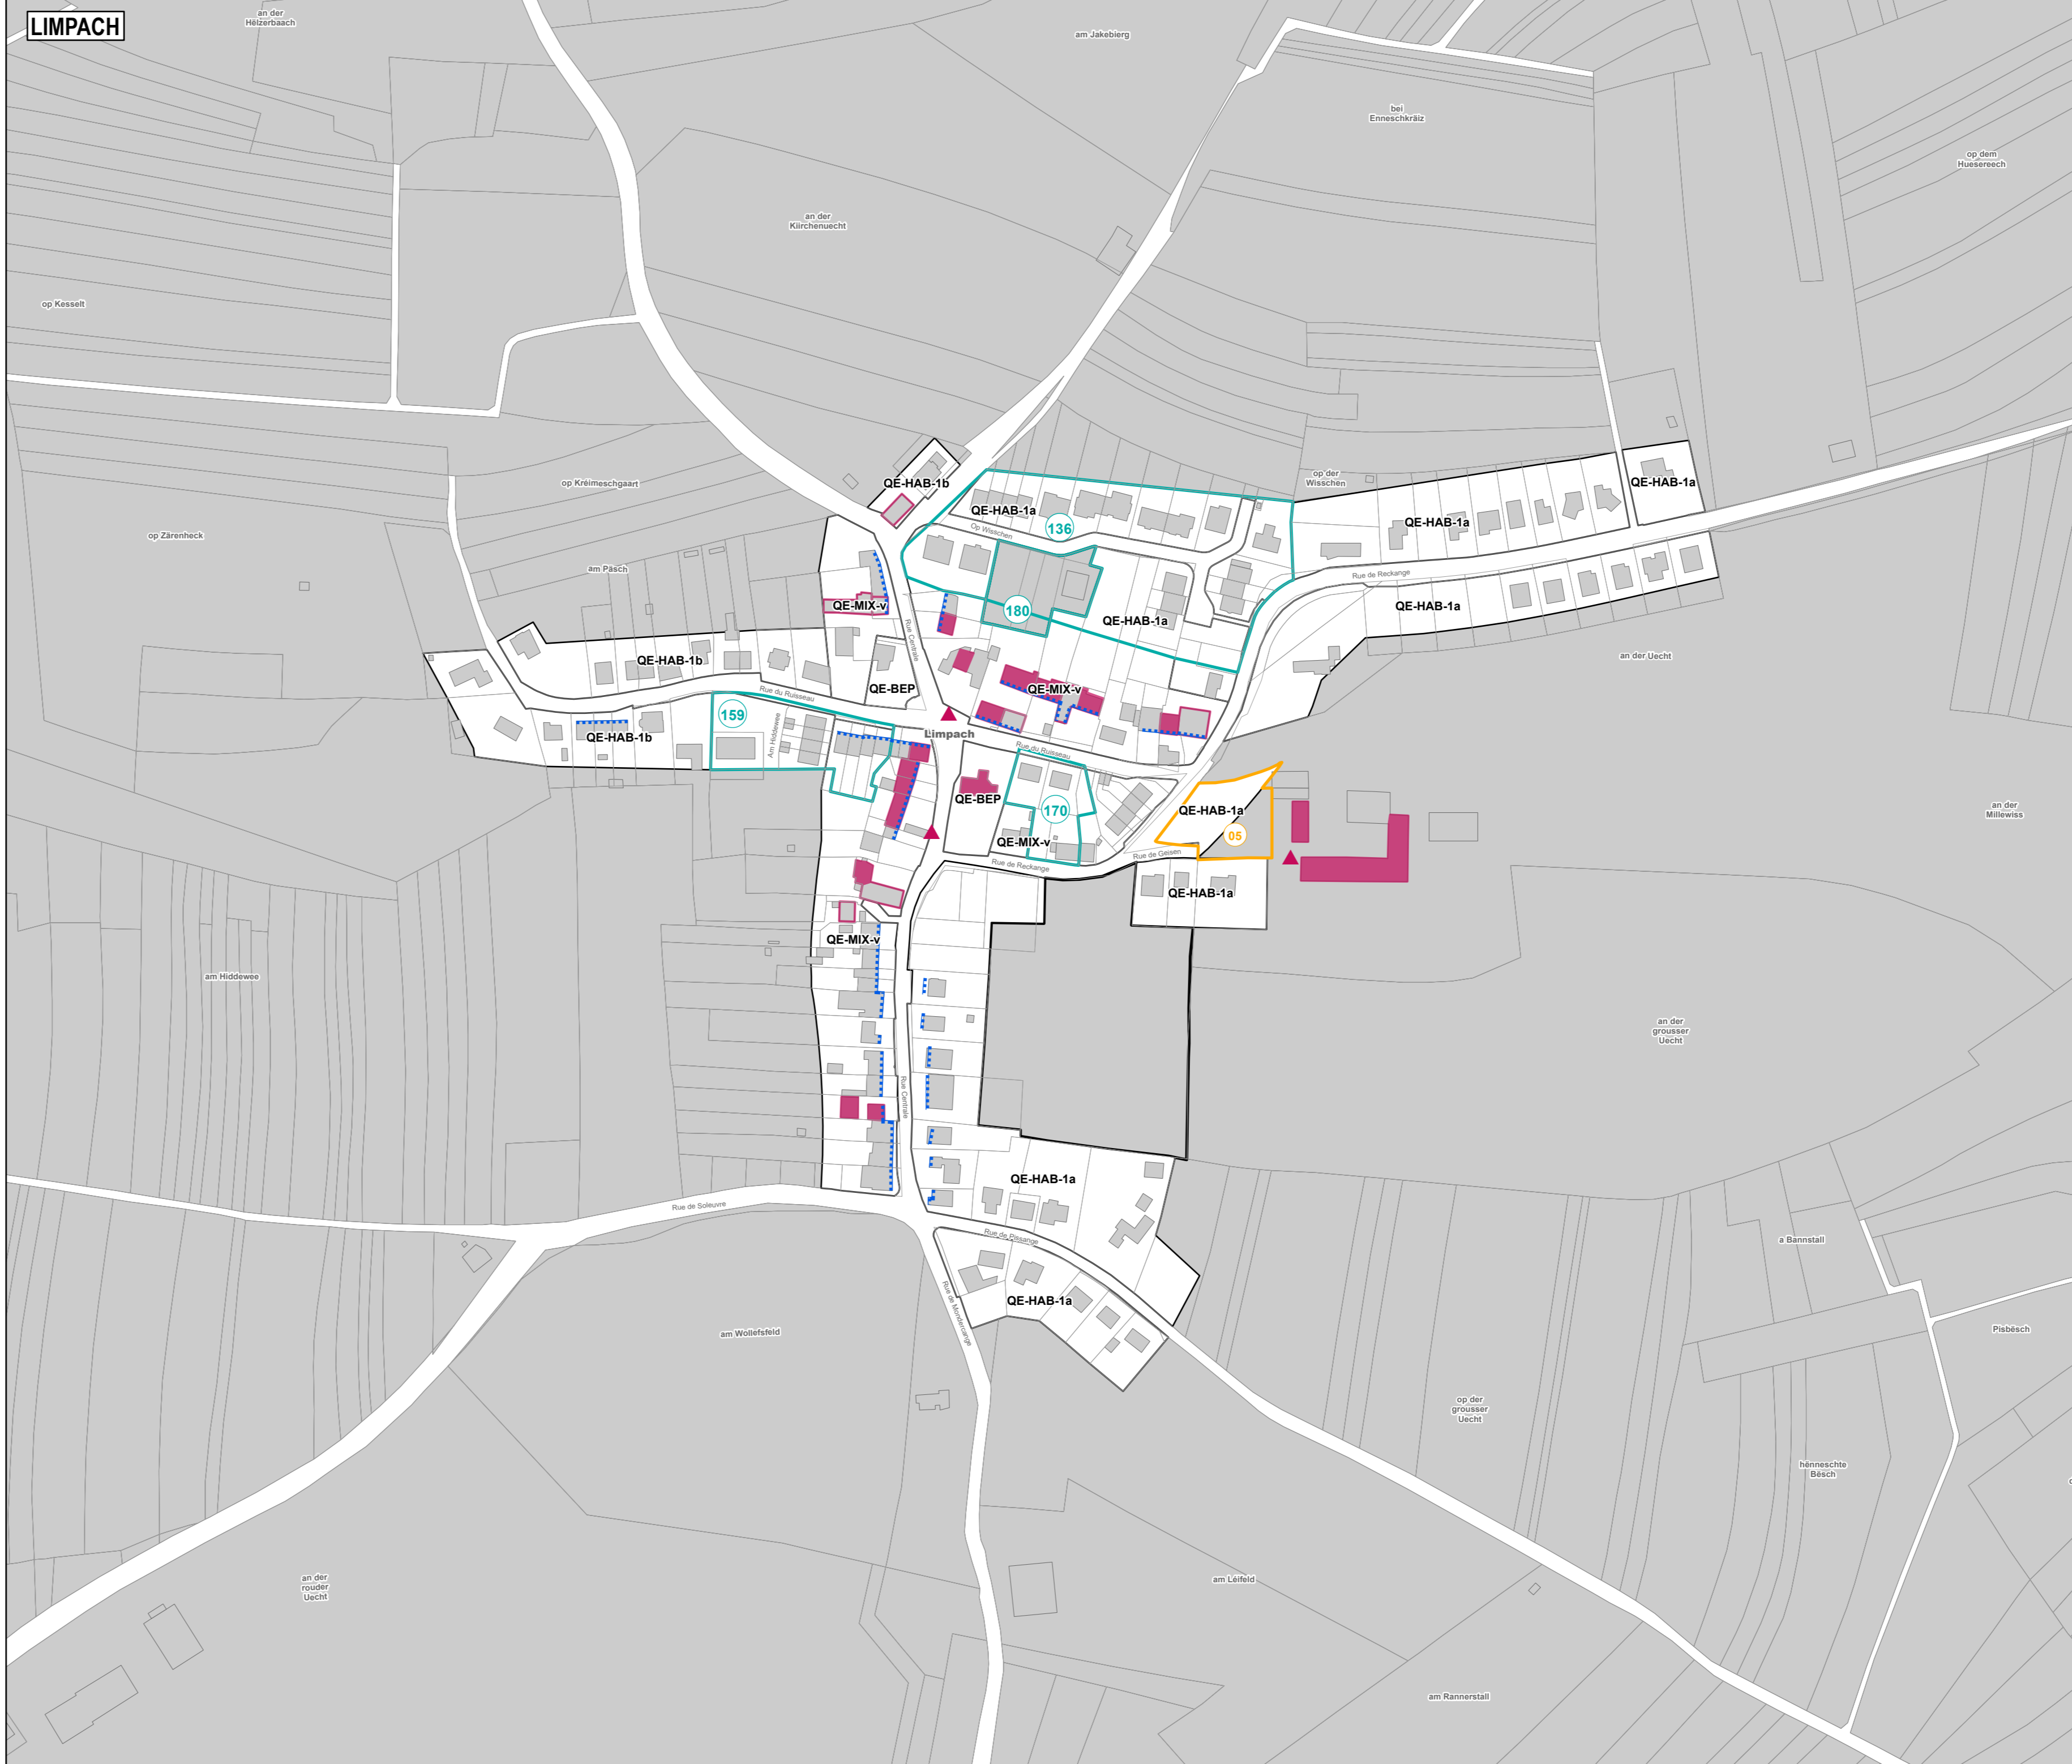 LIMPACH
an der
Hëlzerbaach
am Jakebierg
bei
Enneschkräiz
op dem
Huesereech
an der
Kiirchenuecht
op Kesselt
op Kréimeschgaart
op Zärenheck
am Päsch
QE-HAB-1b
QE-HAB-1a
136
Op Wisschen
op der
Wisschen
QE-HAB-1a
QE-HAB-1a
Rue de Reckange
QE-HAB-1a
QE-MIX-v
180
QE-HAB-1a
Rue Centrale
an der Uecht
QE-HAB-1b
Rue du Ruisseau
QE-BEP
QE-MIX-v
159
Am Hiddewee
QE-HAB-1b
Limpach
Rue du Ruisseau
QE-BEP
170
QE-MIX-v
QE-HAB-1a
05
an der
Millewiss
Rue de Geisen
Rue de Reckange
QE-HAB-1a
QE-MIX-v
am Hiddewee
an der
grousser
Uecht
Rue Centrale
QE-HAB-1a
Rue de Soleuvre
Rue de Pissange
a Bannstall
QE-HAB-1a
Rue de Mondercange
am Wollefsfeld
Pisbësch
op der
grousser
Uecht
hënneschte
Bësch
an der
rouder
Uecht
am Léifeld
am Rannerstall